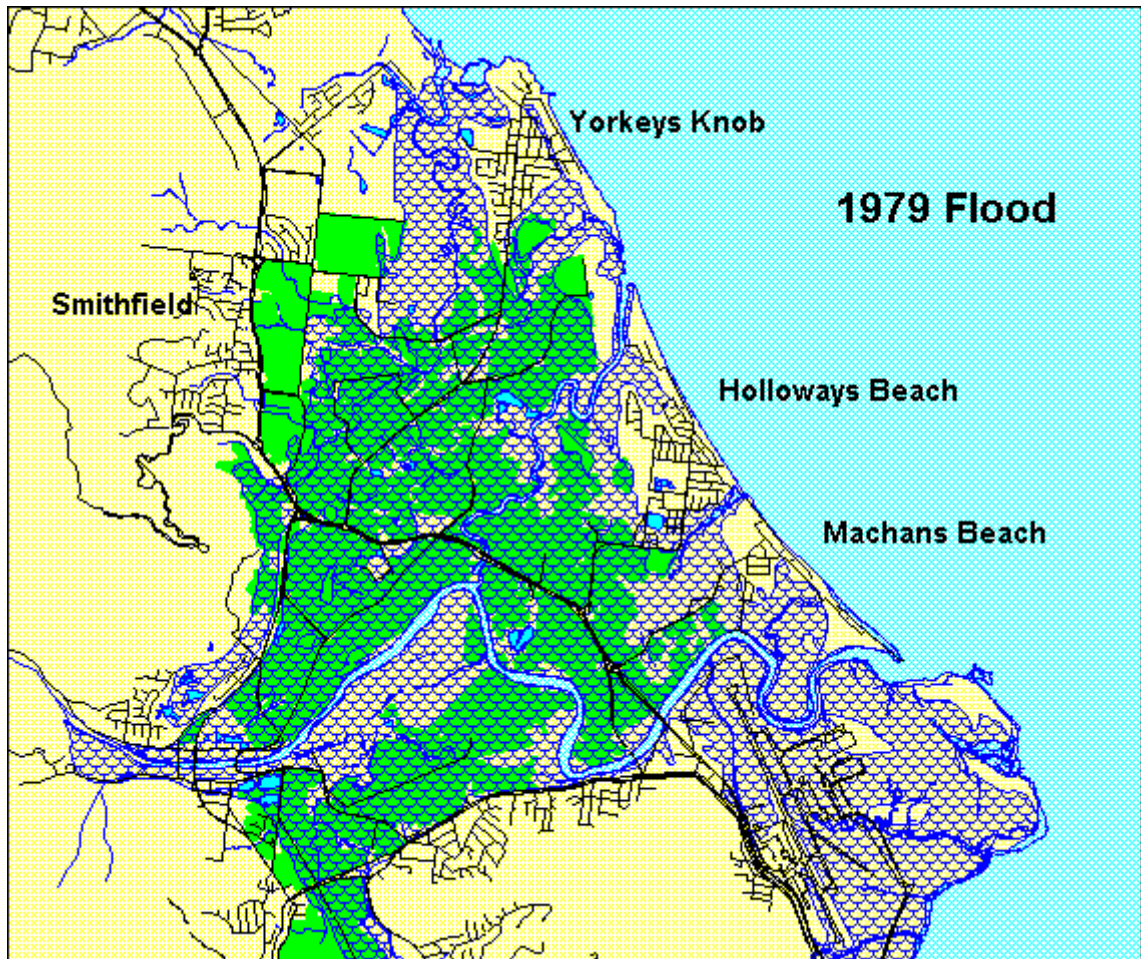 Yorkeys Knob
1979 Flood
Smithfield
Holloways Beach
Machans Beach